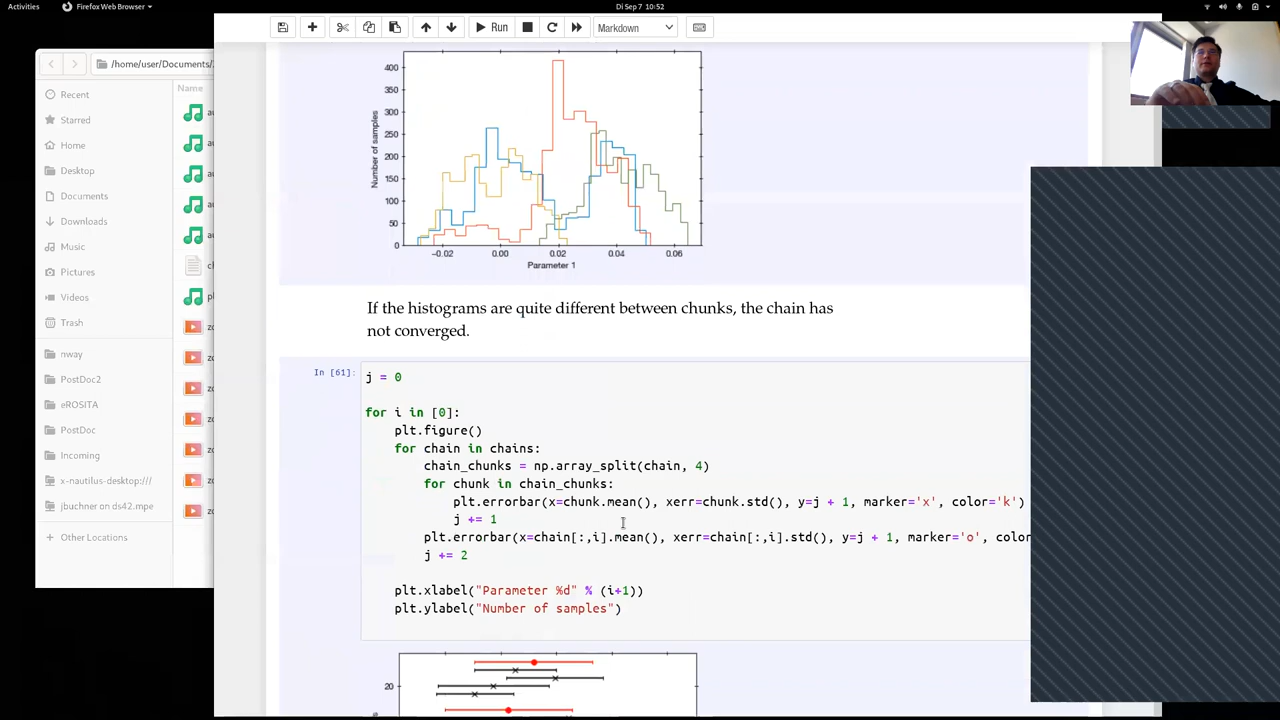 Activities
Firefox Web Browser
Di Sep 7 10:52
Run
Markdown
/home/user/Documents/
Recent
Name
Starred
Home
Desktop
Documents
Downloads
Music
Pictures
Videos
Trash
nway
PostDoc2
eROSITA
PostDoc
Incoming
x-nautilus-desktop:///
jbuchner on ds42.mpe
Other Locations
400
350
300
250
200
150
100
50
0
Number of samples
−0.02
0.00
0.02
0.04
0.06
Parameter 1
If the histograms are quite different between chunks, the chain has
not converged.
In [61]:
j = 0
for i in [0]:
plt.figure()
for chain in chains:
chain_chunks = np.array_split(chain, 4)
for chunk in chain_chunks:
plt.errorbar(x=chunk.mean(), xerr=chunk.std(), y=j + 1, marker='x', color='k')
j += 1
plt.errorbar(x=chain[:,i].mean(), xerr=chain[:,i].std(), y=j + 1, marker='o', color
j += 2
plt.xlabel("Parameter %d" % (i+1))
plt.ylabel("Number of samples")
20